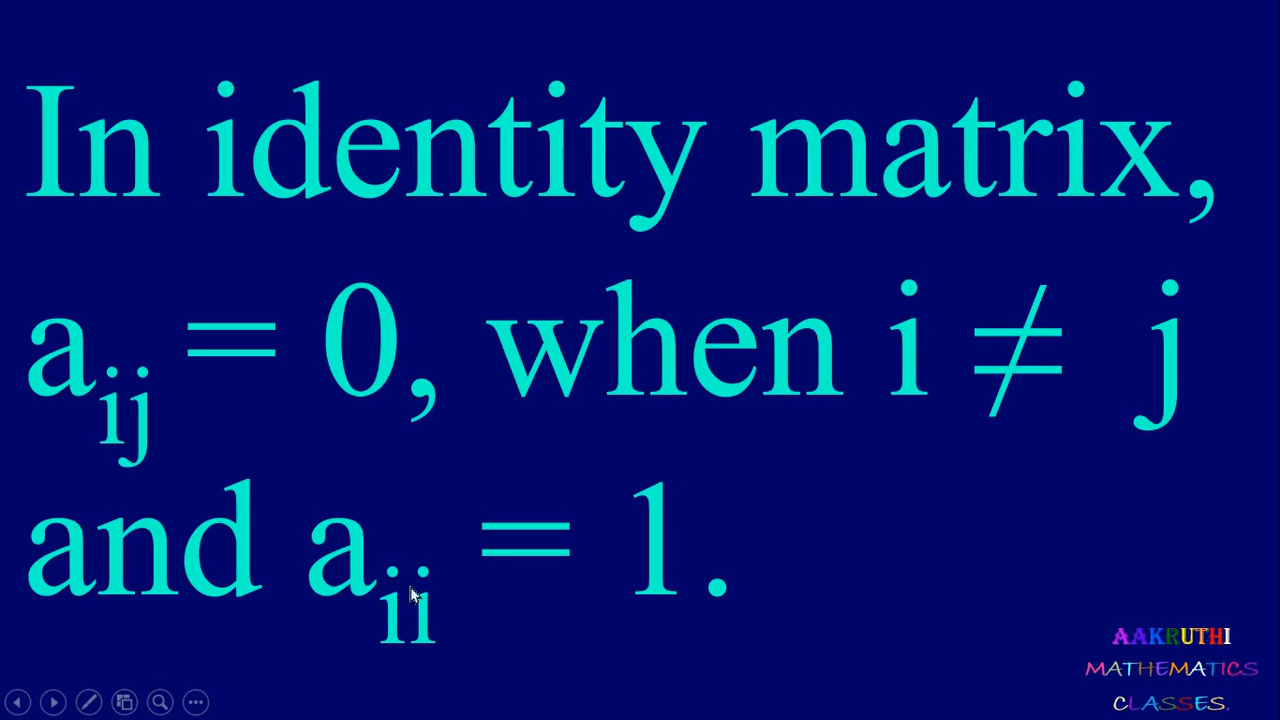 In identity matrix,
aᵢⱼ = 0, when i ≠ j
and aᵢᵢ = 1.
AAKRUTHI
MATHEMATICS
CLASSES.